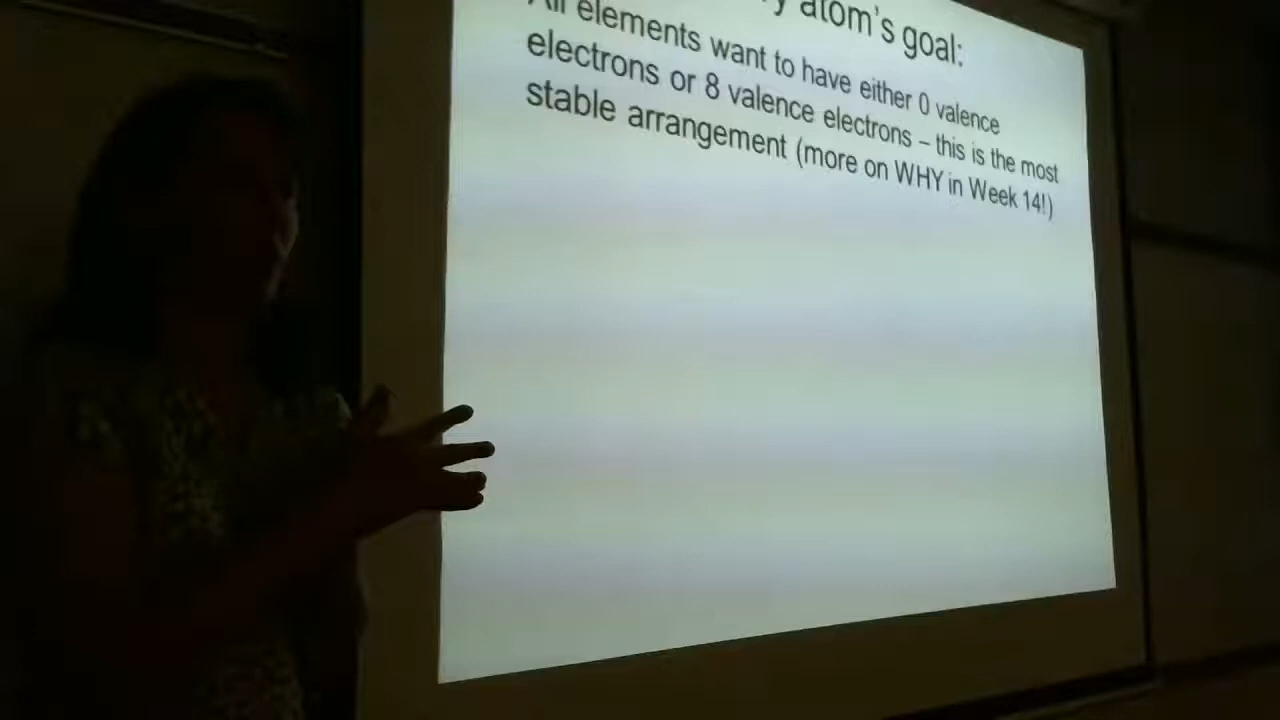 atom's goal:
All elements want to have either 0 valence
electrons or 8 valence electrons – this is the most
stable arrangement (more on WHY in Week 14!)